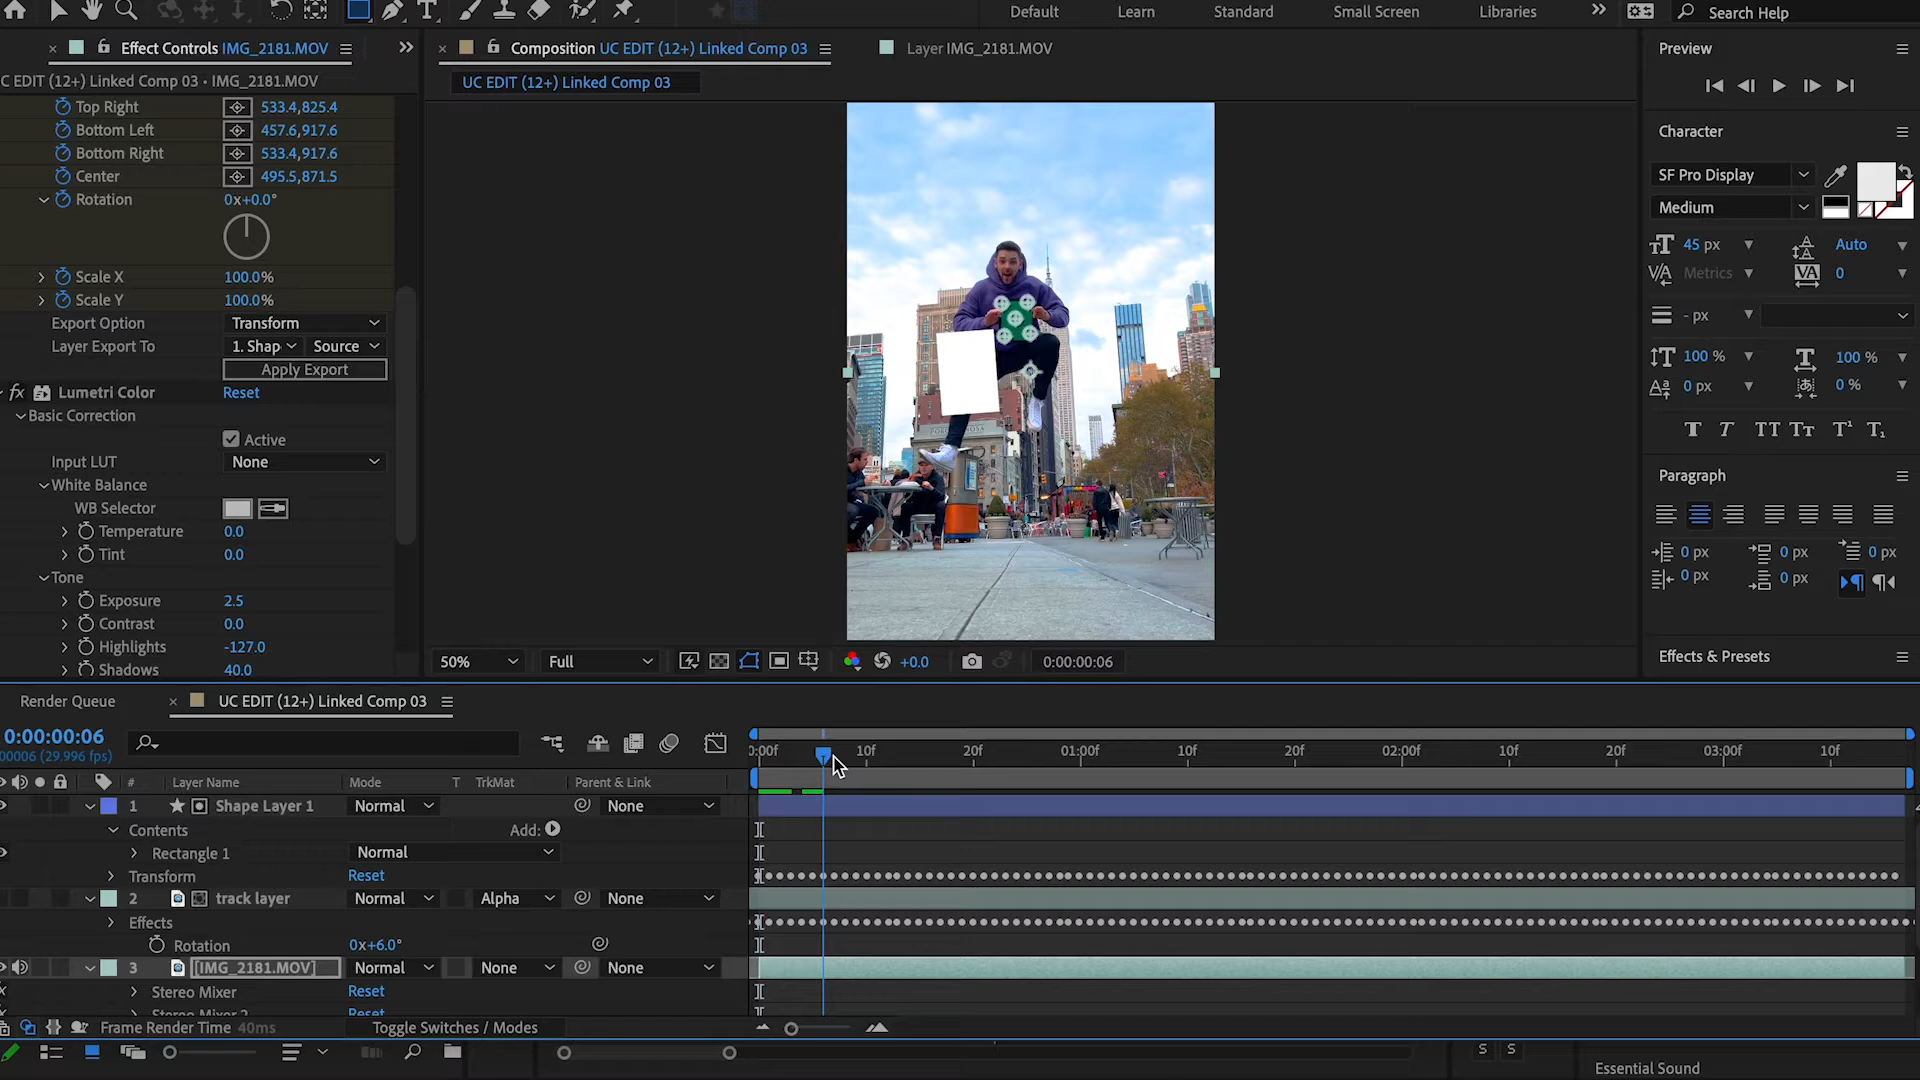 Default
Learn
Standard
Small Screen
Libraries
Search Help
Effect Controls IMG_2181.MOV
Composition UC EDIT (12+) Linked Comp 03
Layer IMG_2181.MOV
Preview
C EDIT (12+) Linked Comp 03 • IMG_2181.MOV
UC EDIT (12+) Linked Comp 03
Top Right 533.4,825.4
Bottom Left 457.6,917.6
Bottom Right 533.4,917.6
Center 495.5,871.5
Rotation 0x+0.0°
Scale X 100.0%
Scale Y 100.0%
Export Option Transform
Layer Export To 1. Shap Source
Apply Export
fx Lumetri Color Reset
Basic Correction
Active
Input LUT None
White Balance
WB Selector
Temperature 0.0
Tint 0.0
Tone
Exposure 2.5
Contrast 0.0
Highlights -127.0
Shadows 40.0
50%
Full
+0.0
0:00:00:06
Character
SF Pro Display
Medium
45 px
Auto
Metrics
0
- px
100 %
100 %
0 px
0 %
Paragraph
0 px
0 px
0 px
0 px
0 px
Effects & Presets
Render Queue
UC EDIT (12+) Linked Comp 03
0:00:00:06
00006 (29.996 fps)
0:00f 10f 20f 01:00f 10f 20f 02:00f 10f 20f 03:00f 10f
# Layer Name Mode T TrkMat Parent & Link
1 Shape Layer 1 Normal None
Contents Add:
Rectangle 1 Normal
Transform Reset
2 track layer Normal Alpha None
Effects
Rotation 0x+6.0°
3 [IMG_2181.MOV] Normal None None
Stereo Mixer Reset
Stereo Mixer 2 Reset
Frame Render Time 40ms
Toggle Switches / Modes
S S
Essential Sound